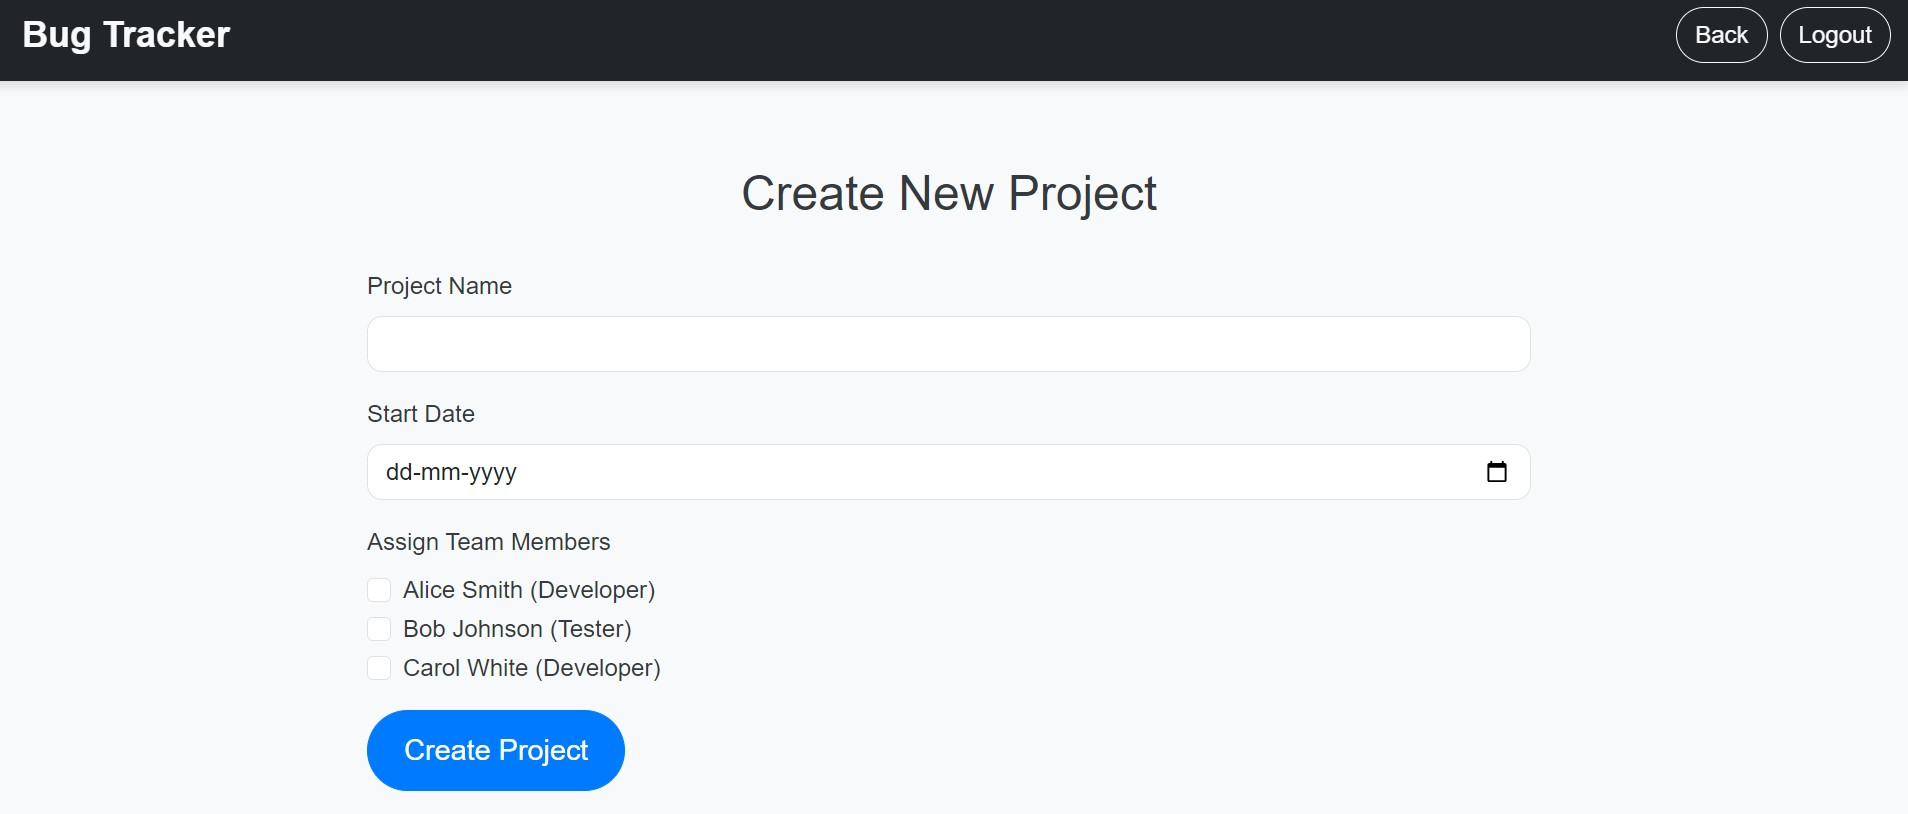 Bug Tracker
Back
Logout
Create New Project
Project Name
Start Date
dd-mm-yyyy
Assign Team Members
Alice Smith (Developer)
Bob Johnson (Tester)
Carol White (Developer)
Create Project